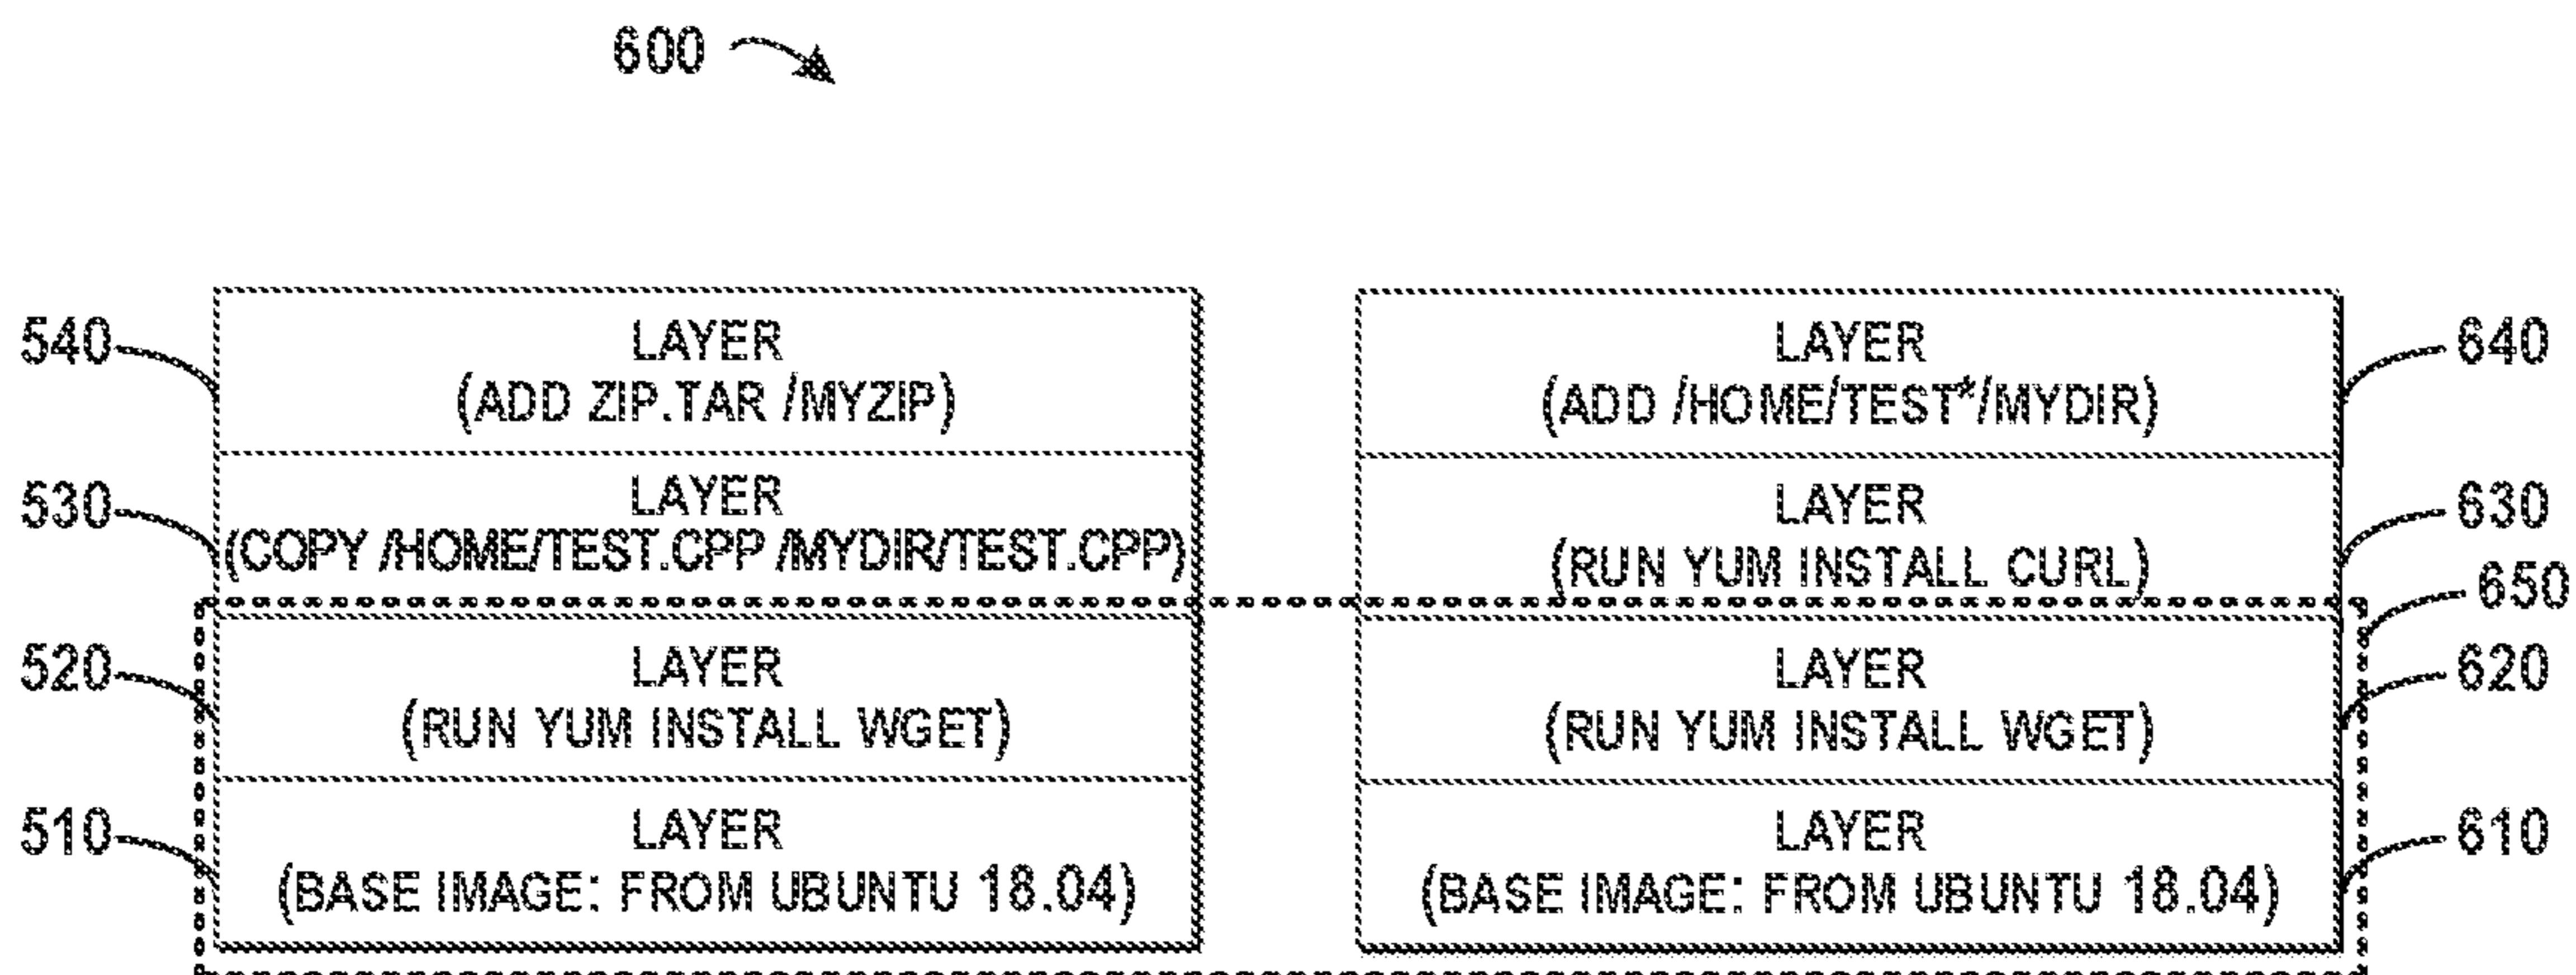 600
540
LAYER
(ADD ZIP.TAR /MYZIP)
LAYER
(ADD /HOME/TEST*/MYDIR)
640
530
LAYER
(COPY /HOME/TEST.CPP /MYDIR/TEST.CPP)
LAYER
(RUN YUM INSTALL CURL)
630
650
520
LAYER
(RUN YUM INSTALL WGET)
LAYER
(RUN YUM INSTALL WGET)
620
510
LAYER
(BASE IMAGE: FROM UBUNTU 18.04)
LAYER
(BASE IMAGE: FROM UBUNTU 18.04)
610